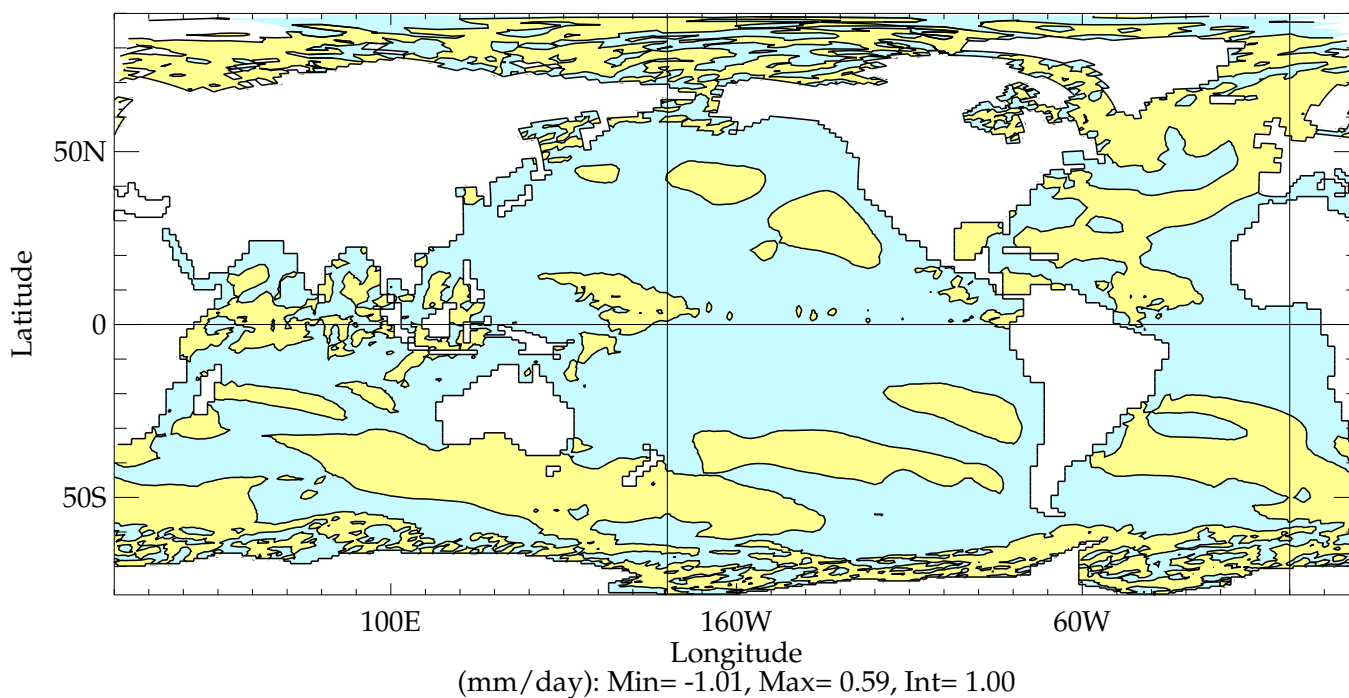 Latitude
50N
0
50S
100E 160W 60W
Longitude
(mm/day): Min= -1.01, Max= 0.59, Int= 1.00